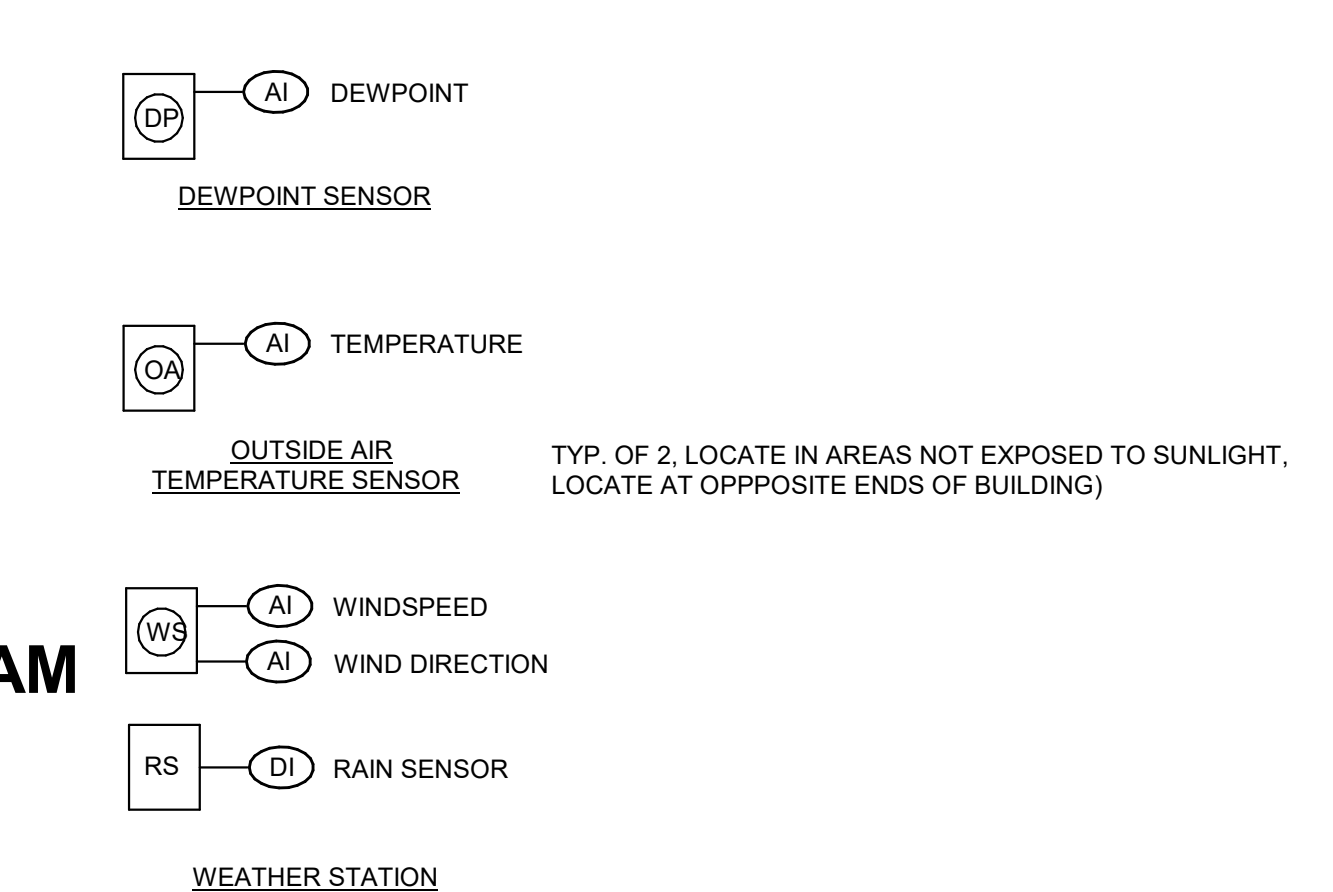 AI DEWPOINT
DP
DEWPOINT SENSOR
AI TEMPERATURE
OA
OUTSIDE AIR
TEMPERATURE SENSOR
TYP. OF 2, LOCATE IN AREAS NOT EXPOSED TO SUNLIGHT,
LOCATE AT OPPPOSITE ENDS OF BUILDING)
AI WINDSPEED
WS
AI WIND DIRECTION
AM
RS DI RAIN SENSOR
WEATHER STATION